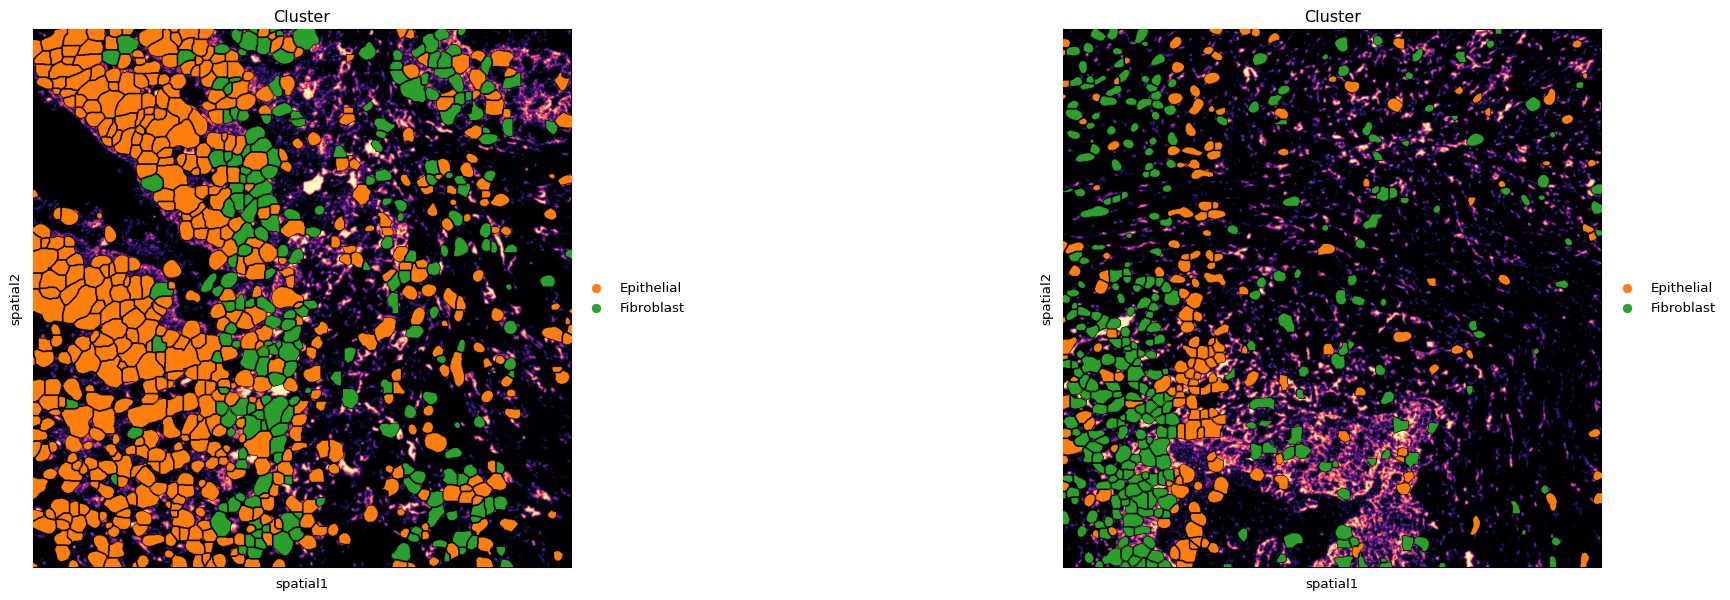 Cluster
spatial2
Epithelial
Fibroblast
spatial1
Cluster
spatial2
Epithelial
Fibroblast
spatial1